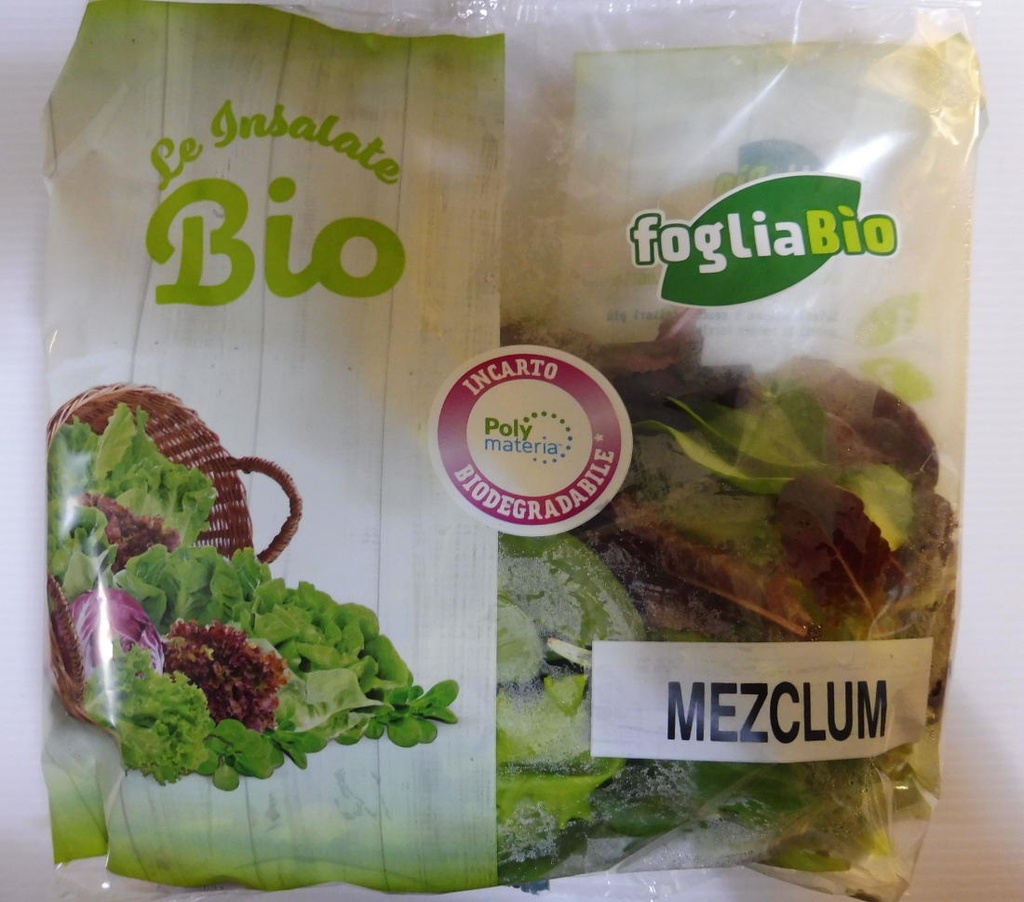 Le Insalate
Bio
fogliaBio
INCARTO
Poly
materia
BIODEGRADABILE
MEZCLUM